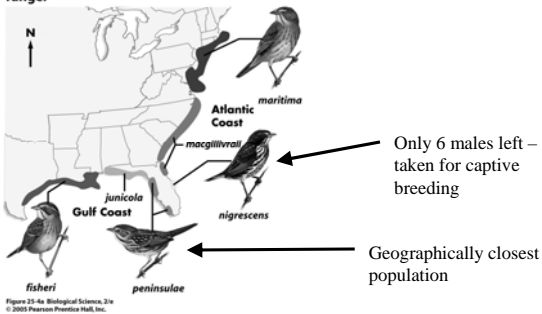 range.
N
maritima
Atlantic
Coast
macgillivraii
Only 6 males left –
taken for captive
breeding
junicola
Gulf Coast
nigrescens
Geographically closest
population
fisheri
peninsulae
Figure 25-4a Biological Science, 2/e
© 2005 Pearson Prentice Hall, Inc.